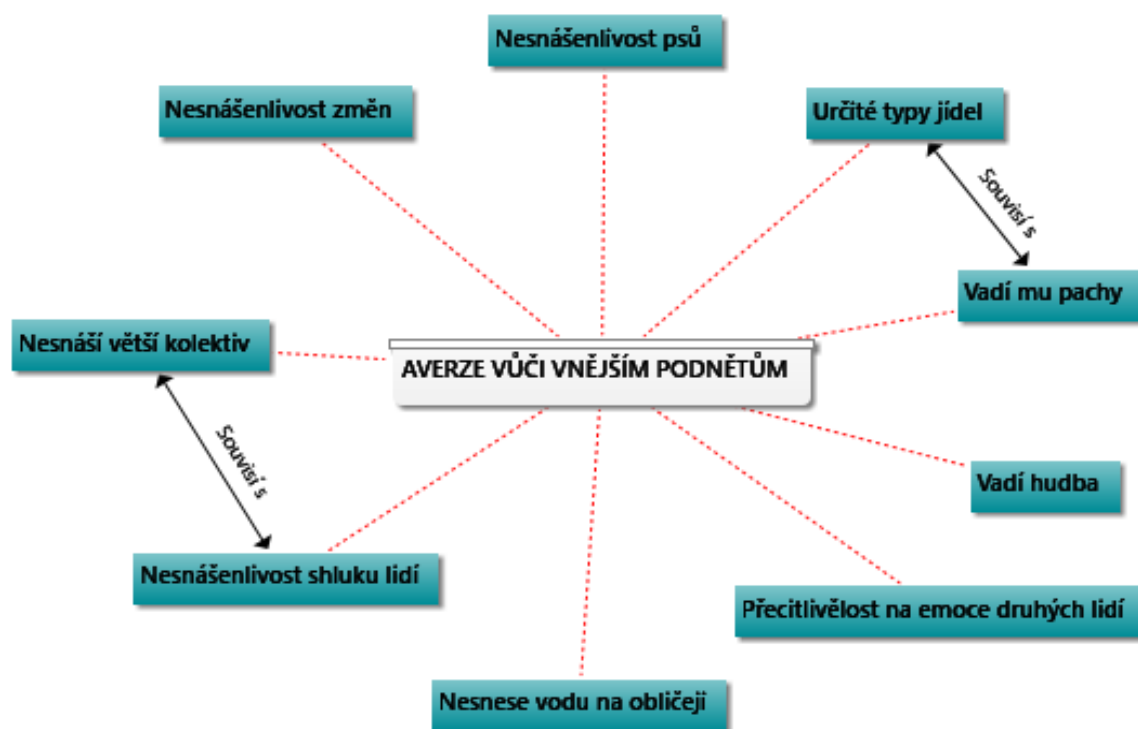 Nesnášenlivost psů
Nesnášenlivost změn
Určité typy jídel
Souvisí s
Vadí mu pachy
Nesnáší větší kolektiv
AVERZE VŮČI VNĚJŠÍM PODNĚTŮM
Souvisí s
Vadí hudba
Nesnášenlivost shluku lidí
Přecitlivělost na emoce druhých lidí
Nesnese vodu na obličeji